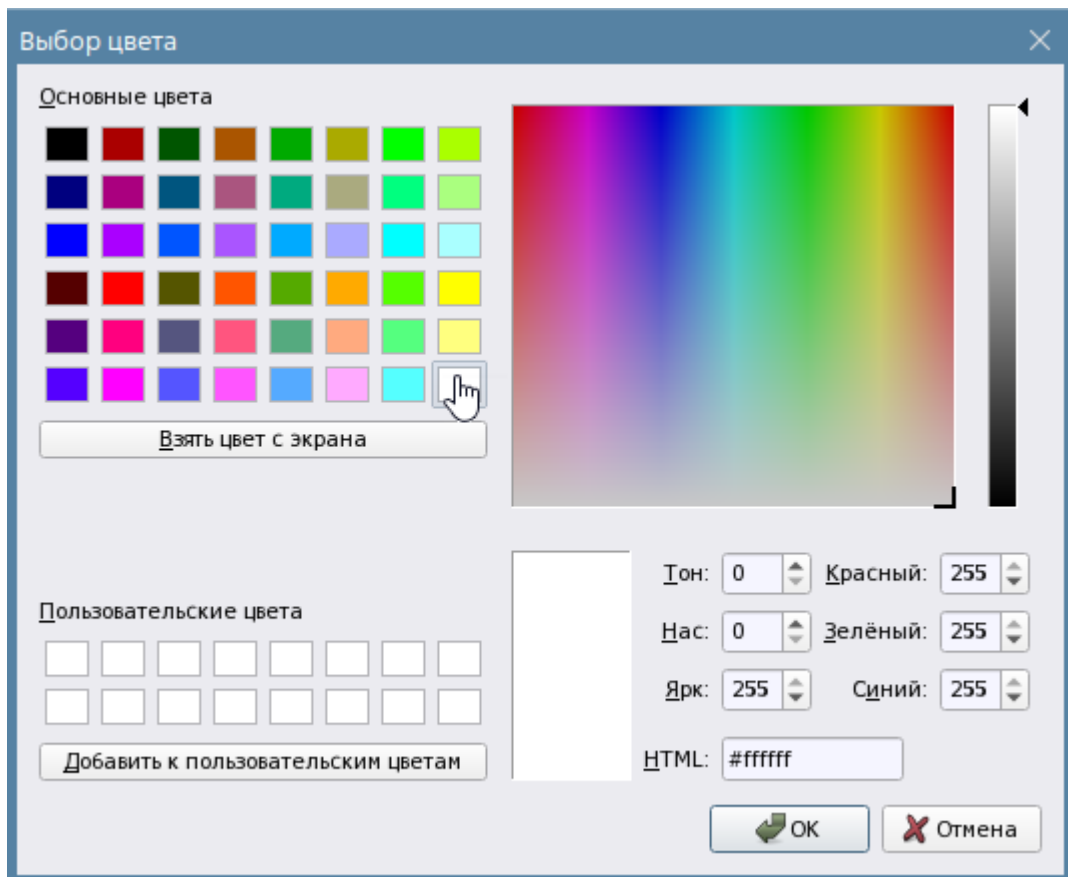 Выбор цвета
Основные цвета
Взять цвет с экрана
Пользовательские цвета
Добавить к пользовательским цветам
Тон: 0 Красный: 255
Нас: 0 Зелёный: 255
Ярк: 255 Синий: 255
HTML: #ffffff
OK Отмена